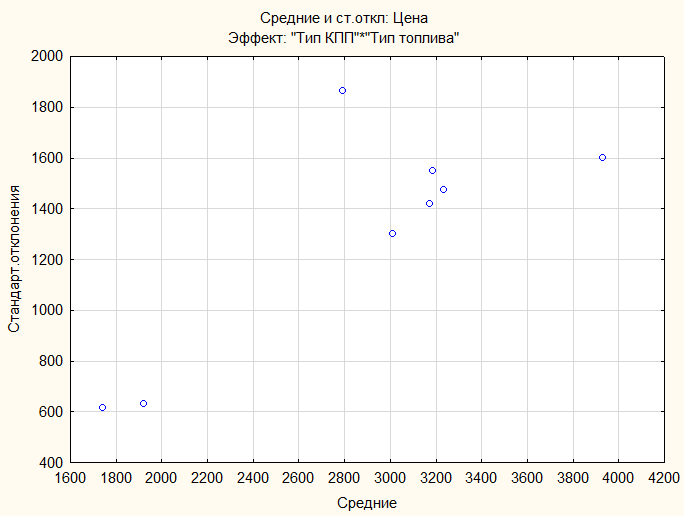 Средние и ст.откл: Цена
Эффект: "Тип КПП"*"Тип топлива"
2000
1800
1600
1400
1200
1000
800
600
400
Стандарт.отклонения
1600 1800 2000 2200 2400 2600 2800 3000 3200 3400 3600 3800 4000 4200
Средние